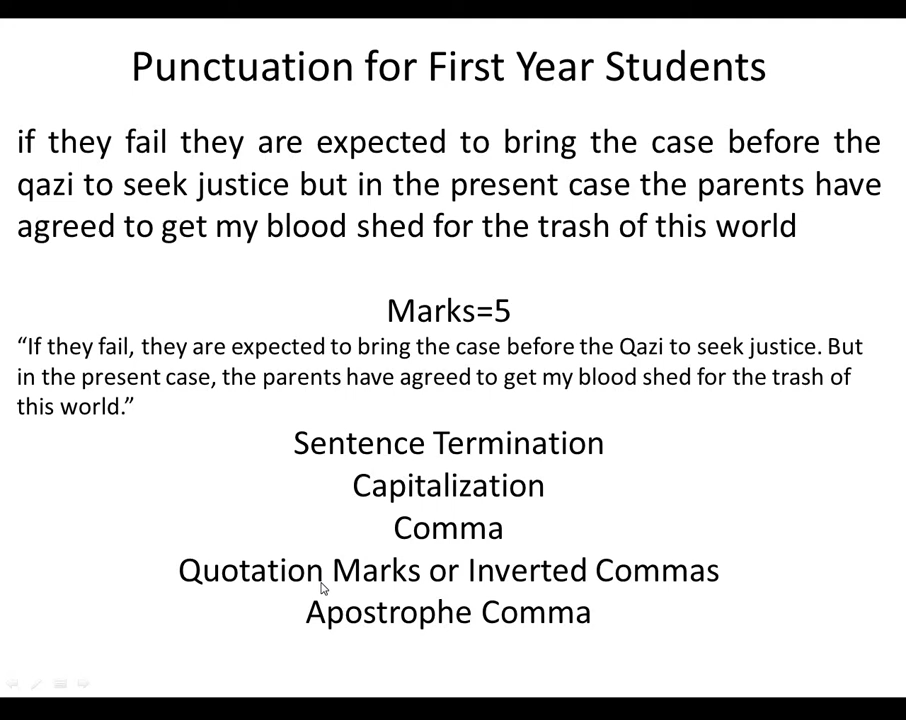 Punctuation for First Year Students
if they fail they are expected to bring the case before the
qazi to seek justice but in the present case the parents have
agreed to get my blood shed for the trash of this world
Marks=5
“If they fail, they are expected to bring the case before the Qazi to seek justice. But
in the present case, the parents have agreed to get my blood shed for the trash of
this world.”
Sentence Termination
Capitalization
Comma
Quotation Marks or Inverted Commas
Apostrophe Comma